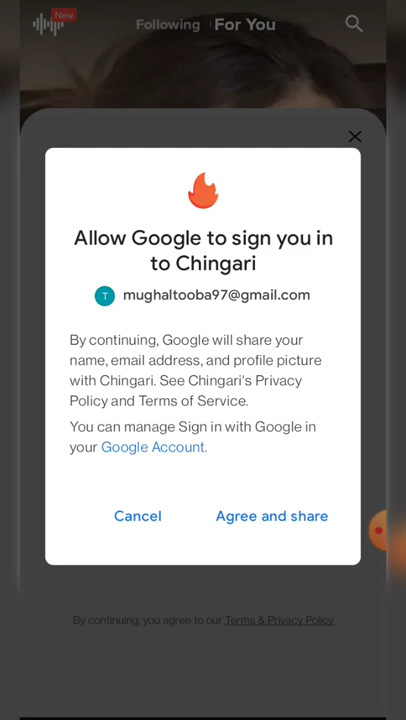 New
Following
For You
Allow Google to sign you in
to Chingari
T
mughaltooba97@gmail.com
By continuing, Google will share your
name, email address, and profile picture
with Chingari. See Chingari's Privacy
Policy and Terms of Service.
You can manage Sign in with Google in
your Google Account.
Cancel
Agree and share
By continuing, you agree to our Terms & Privacy Policy